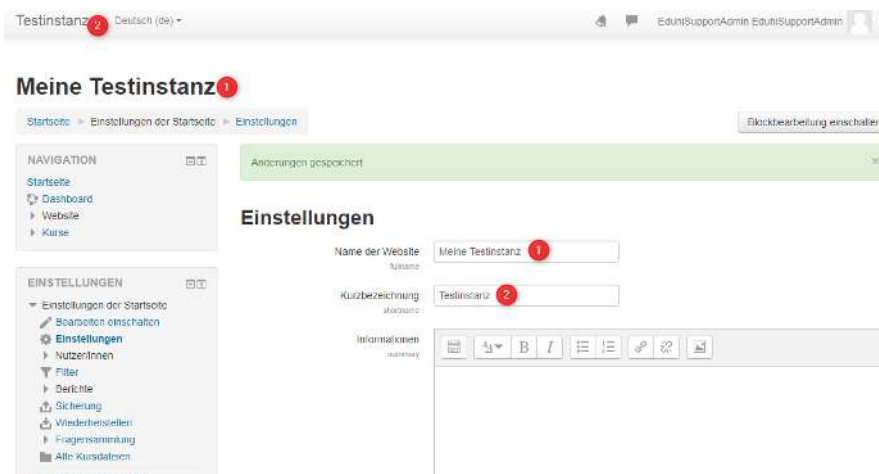 Testinstanz 2 Deutsch (de)
EduhiSupportAdmin EduhiSupportAdmin
Meine Testinstanz 1
Startseite Einstellungen der Startseite Einstellungen
Blockbearbeitung einschalten
NAVIGATION
Startseite
Dashboard
Website
Kurse
Änderungen gespeichert
Einstellungen
Name der Website Meine Testinstanz 1
fullname
Kurzbezeichnung Testinstanz 2
shortname
Informationen
summary
B I
EINSTELLUNGEN
Einstellungen der Startseite
Bearbeiten einschalten
Einstellungen
Nutzer/innen
Filter
Berichte
Sicherung
Wiederherstellen
Fragensammlung
Alte Kursdateien